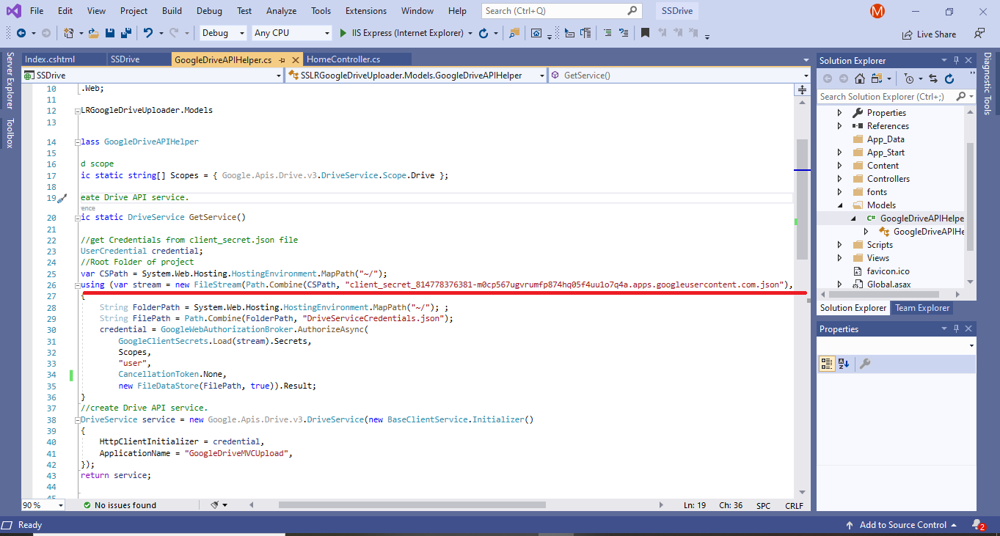 File Edit View Project Build Debug Test Analyze Tools Extensions Window Help Search (Ctrl+Q) SSDrive M
Debug Any CPU IIS Express (Internet Explorer) Live Share
Server Explorer
Toolbox
Index.cshtml SSDrive GoogleDriveAPIHelper.cs HomeController.cs
SSDrive SSLRGoogleDriveUploader.Models.GoogleDriveAPIHelper GetService()
10 .Web;
11
12 LRGoogleDriveUploader.Models
13
14 lass GoogleDriveAPIHelper
15
16 d scope
17 ic static string[] Scopes = { Google.Apis.Drive.v3.DriveService.Scope.Drive };
18
19 eate Drive API service.
rence
20 ic static DriveService GetService()
21
22 //get Credentials from client_secret.json file
23 UserCredential credential;
24 //Root Folder of project
25 var CSPath = System.Web.Hosting.HostingEnvironment.MapPath("~/");
26 using (var stream = new FileStream(Path.Combine(CSPath, "client_secret_814778376381-m0cp567ugvrumfp874hq05f4uu1o7q4a.apps.googleusercontent.com.json"),
27 {
28 String FolderPath = System.Web.Hosting.HostingEnvironment.MapPath("~/"); ;
29 String FilePath = Path.Combine(FolderPath, "DriveServiceCredentials.json");
30 credential = GoogleWebAuthorizationBroker.AuthorizeAsync(
31 GoogleClientSecrets.Load(stream).Secrets,
32 Scopes,
33 "user",
34 CancellationToken.None,
35 new FileDataStore(FilePath, true)).Result;
36 }
37 //create Drive API service.
38 DriveService service = new Google.Apis.Drive.v3.DriveService(new BaseClientService.Initializer()
39 {
40 HttpClientInitializer = credential,
41 ApplicationName = "GoogleDriveMVCUpload",
42 });
43 return service;
44
45
90 % No issues found Ln: 19 Ch: 36 SPC CRLF
Solution Explorer
Search Solution Explorer (Ctrl+;)
Properties
References
App_Data
App_Start
Content
Controllers
fonts
Models
C# GoogleDriveAPIHelpe
GoogleDriveAPIHe
Scripts
Views
favicon.ico
Global.asax
Solution Explorer Team Explorer
Properties
Diagnostic Tools
Ready Add to Source Control 2